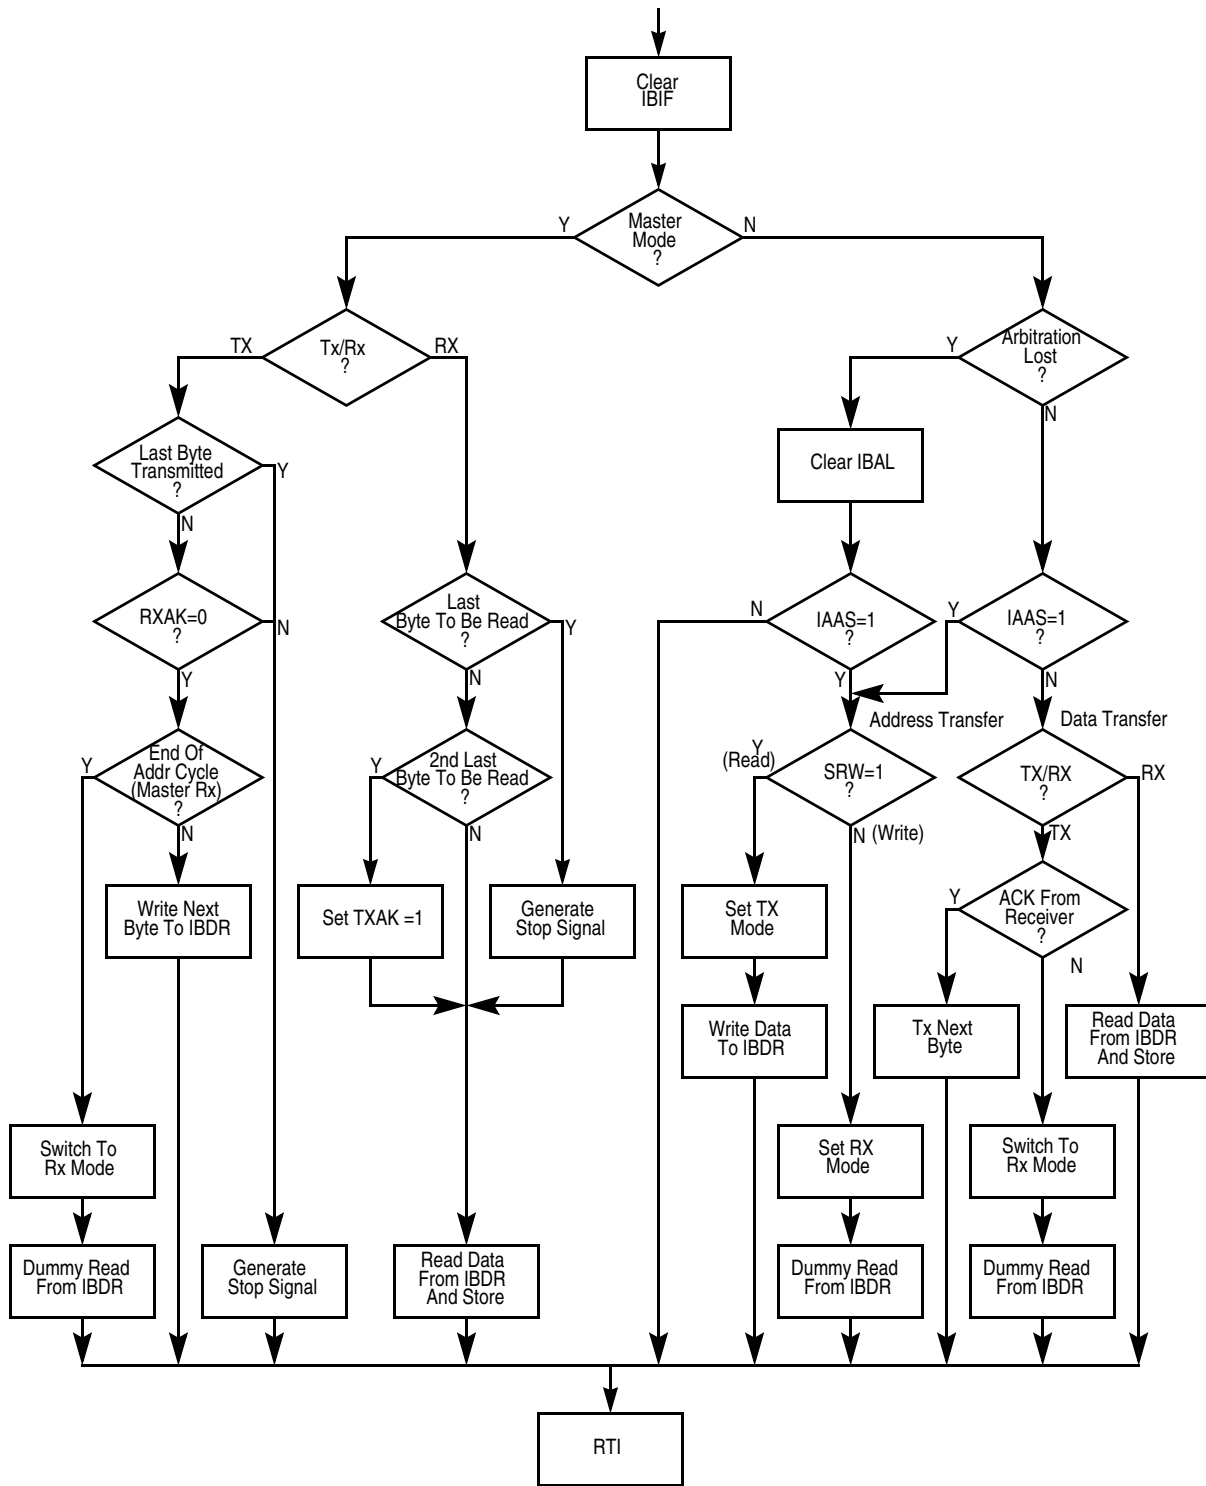 Clear
IBIF
Master
Mode
?
Y
N
Tx/Rx
?
TX
RX
Arbitration
Lost
?
Y
N
Last Byte
Transmitted
?
Y
N
Clear IBAL
RXAK=0
?
N
Y
Last
Byte To Be Read
?
Y
N
IAAS=1
?
N
Y
IAAS=1
?
Y
N
Address Transfer
Data Transfer
End Of
Addr Cycle
(Master Rx)
?
Y
N
2nd Last
Byte To Be Read
?
Y
N
SRW=1
?
Y
(Read)
N (Write)
TX/RX
?
RX
TX
Write Next
Byte To IBDR
Set TXAK =1
Generate
Stop Signal
Set TX
Mode
ACK From
Receiver
?
Y
N
Write Data
To IBDR
Tx Next
Byte
Read Data
From IBDR
And Store
Switch To
Rx Mode
Set RX
Mode
Switch To
Rx Mode
Dummy Read
From IBDR
Generate
Stop Signal
Read Data
From IBDR
And Store
Dummy Read
From IBDR
Dummy Read
From IBDR
RTI